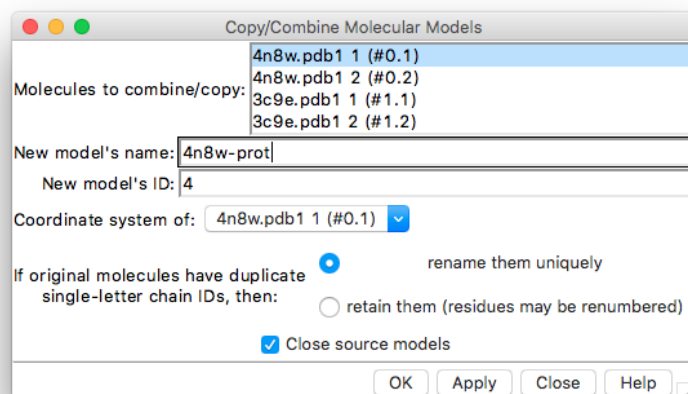 Copy/Combine Molecular Models
Molecules to combine/copy:
4n8w.pdb1 1 (#0.1)
4n8w.pdb1 2 (#0.2)
3c9e.pdb1 1 (#1.1)
3c9e.pdb1 2 (#1.2)
New model's name: 4n8w-prot
New model's ID: 4
Coordinate system of: 4n8w.pdb1 1 (#0.1)
If original molecules have duplicate
single-letter chain IDs, then:
rename them uniquely
retain them (residues may be renumbered)
Close source models
OK Apply Close Help